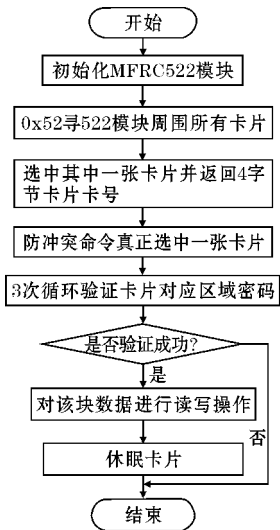 开始
初始化MFRC522模块
0x52寻522模块周围所有卡片
选中其中一张卡片并返回4字
节卡片卡号
防冲突命令真正选中一张卡片
3次循环验证卡片对应区域密码
是否验证成功?
是
对该块数据进行读写操作
否
休眠卡片
结束